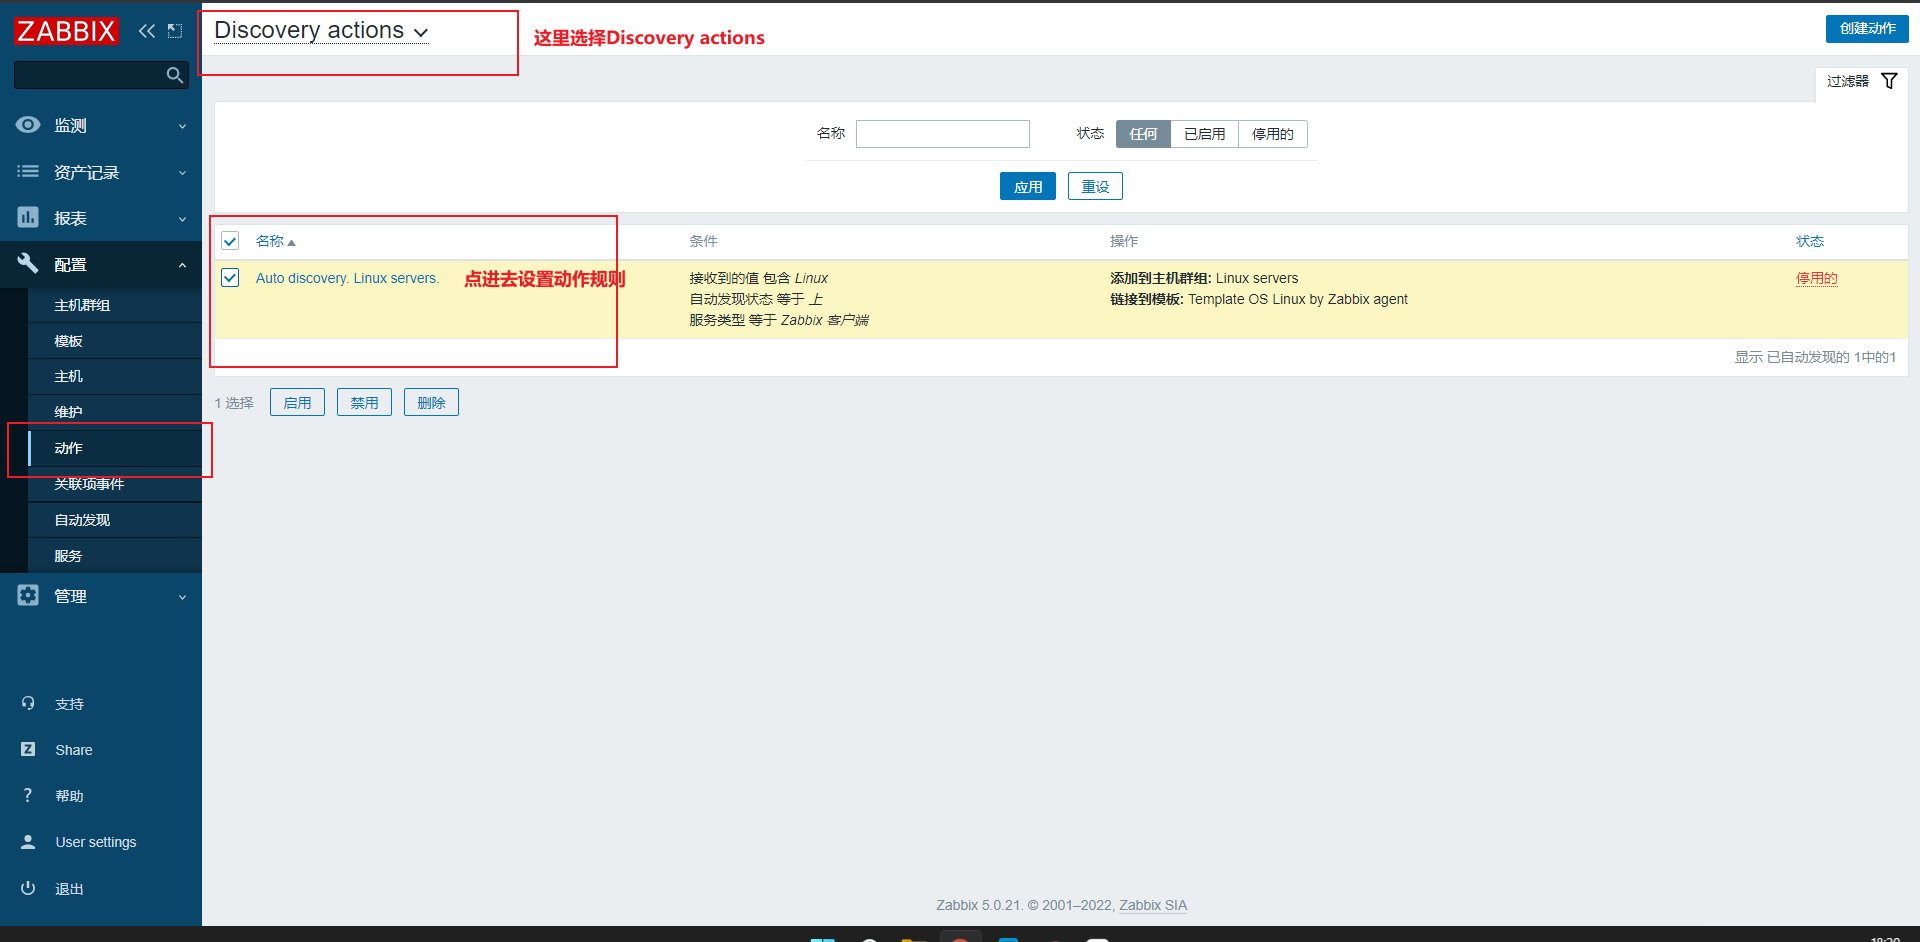 ZABBIX
Discovery actions
这里选择Discovery actions
创建动作
过滤器
监测
资产记录
报表
配置
主机群组
模板
主机
维护
动作
关联项事件
自动发现
服务
管理
支持
Share
帮助
User settings
退出
名称
状态 任何 已启用 停用的
应用 重设
名称 条件 操作 状态
Auto discovery. Linux servers.
点进去设置动作规则
接收到的值 包含 Linux
自动发现状态 等于 上
服务类型 等于 Zabbix 客户端
添加到主机群组: Linux servers
链接到模板: Template OS Linux by Zabbix agent
停用的
显示 已自动发现的 1中的1
1 选择 启用 禁用 删除
Zabbix 5.0.21. © 2001–2022, Zabbix SIA